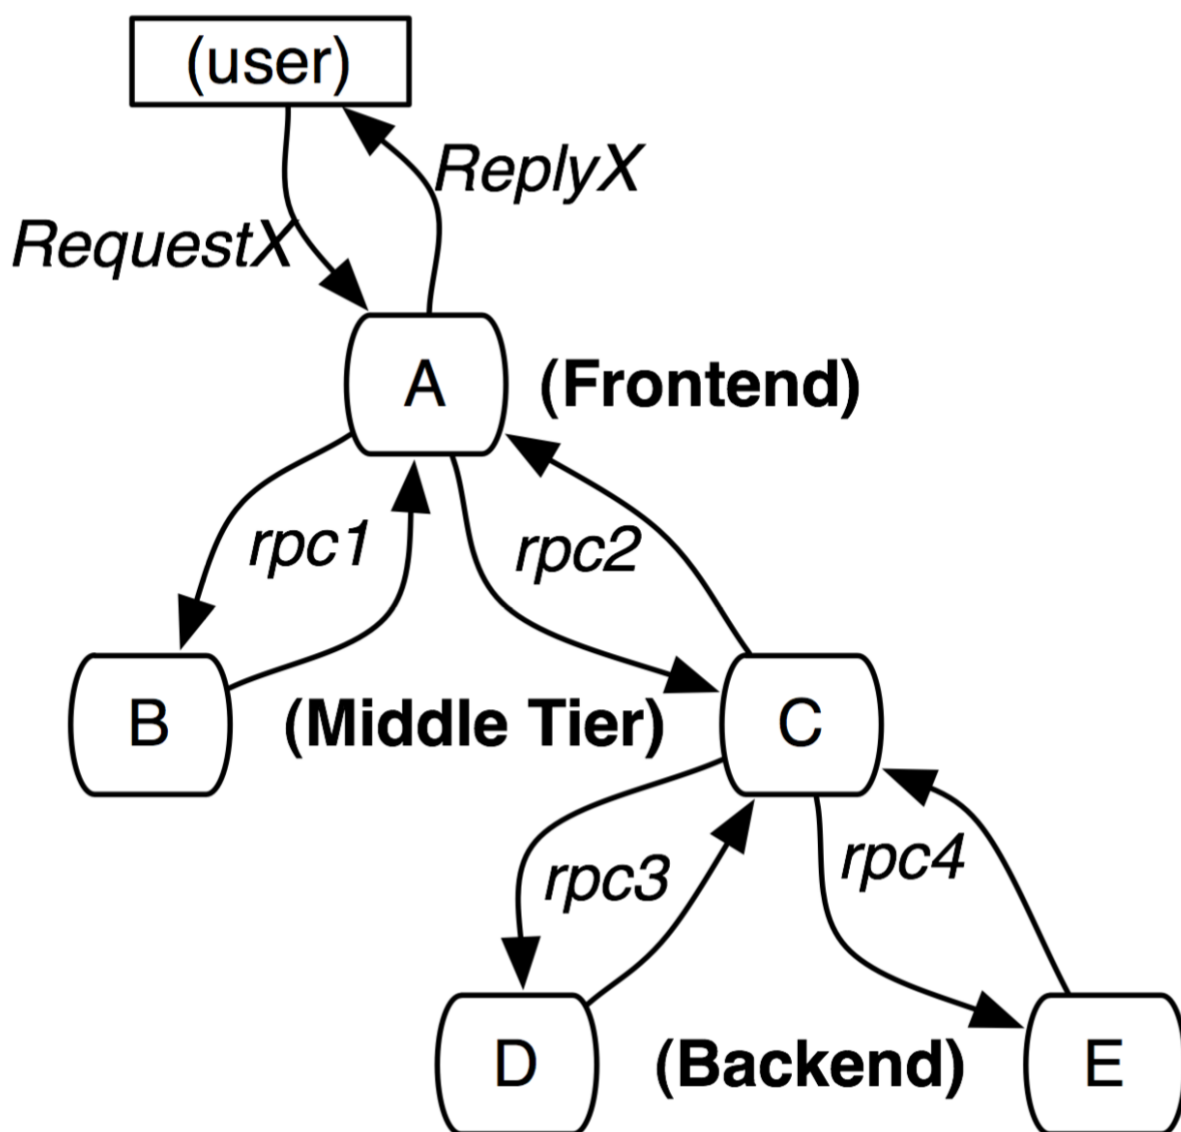 (user)
ReplyX
RequestX
A
(Frontend)
rpc1
rpc2
B
(Middle Tier)
C
rpc3
rpc4
D
(Backend)
E